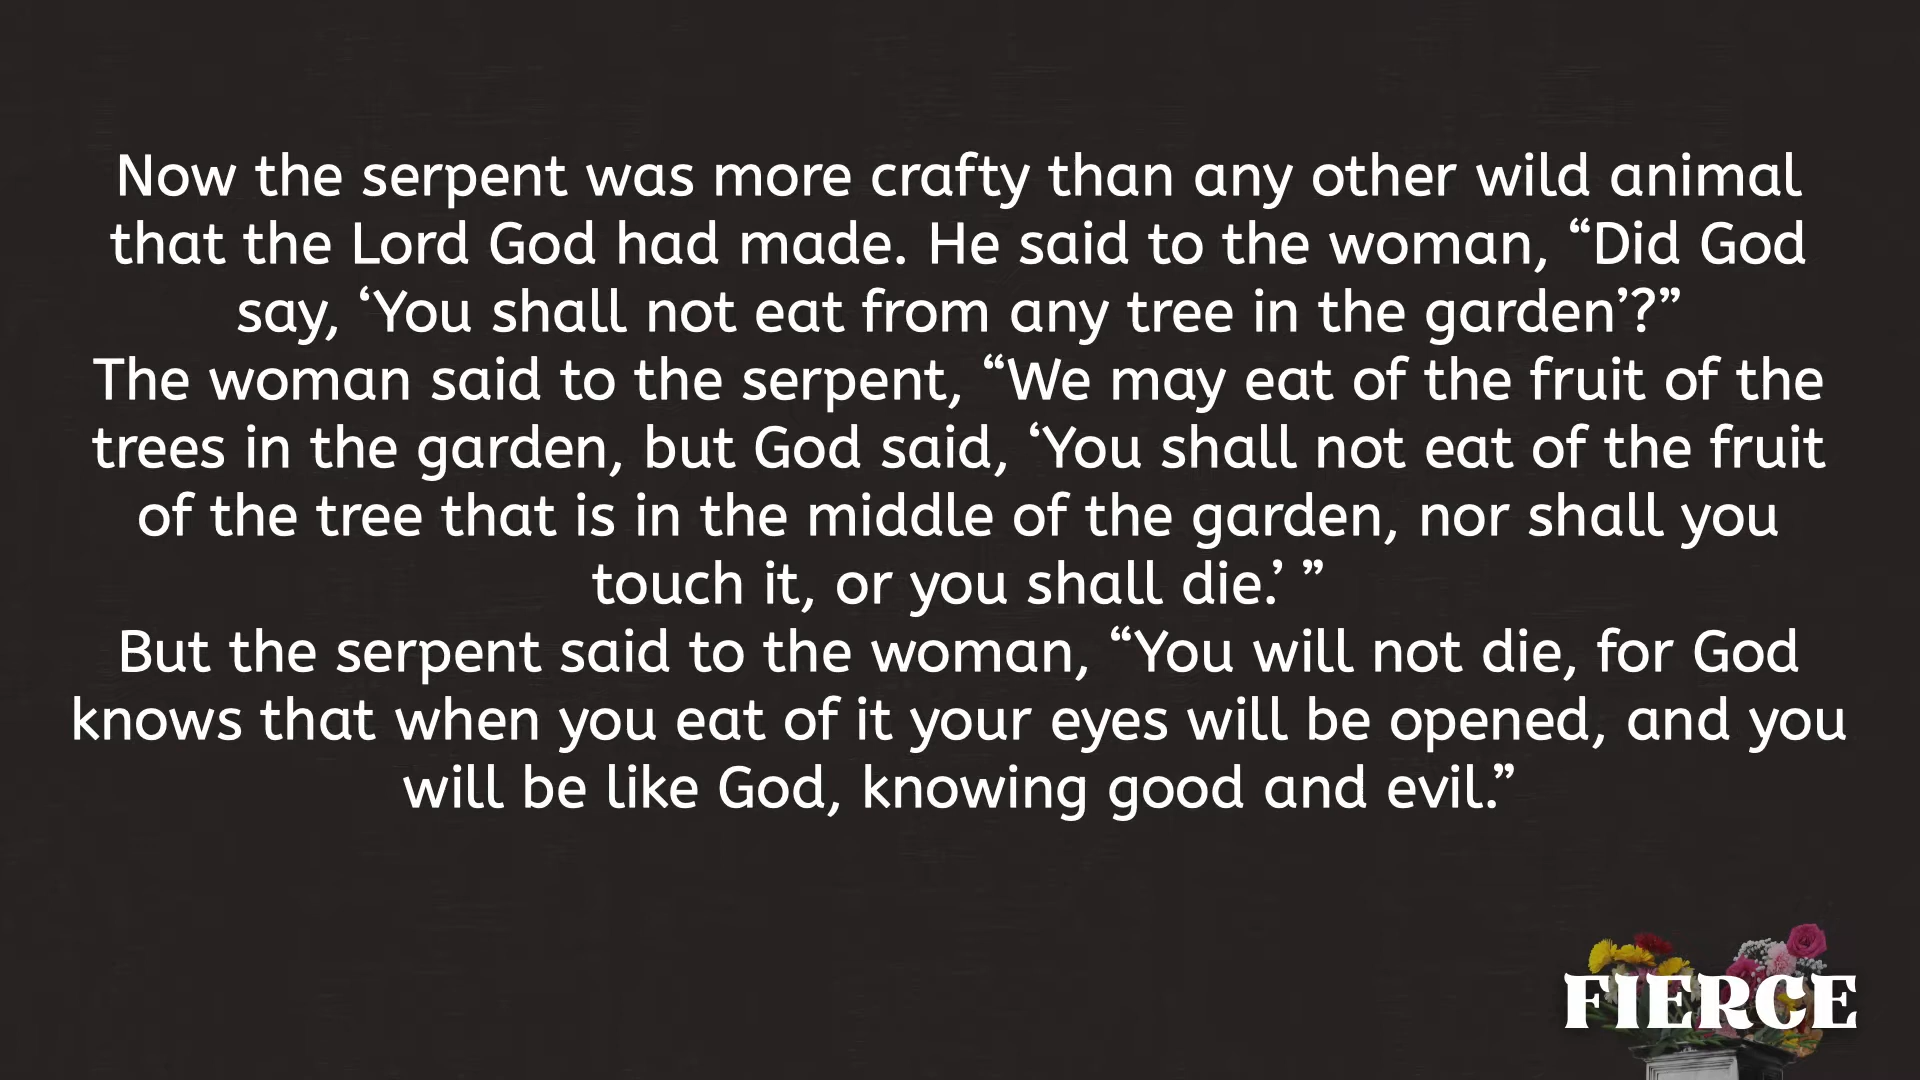 Now the serpent was more crafty than any other wild animal
that the Lord God had made. He said to the woman, “Did God
say, ‘You shall not eat from any tree in the garden’?”
The woman said to the serpent, “We may eat of the fruit of the
trees in the garden, but God said, ‘You shall not eat of the fruit
of the tree that is in the middle of the garden, nor shall you
touch it, or you shall die.’ ”
But the serpent said to the woman, “You will not die, for God
knows that when you eat of it your eyes will be opened, and you
will be like God, knowing good and evil.”
FIERCE